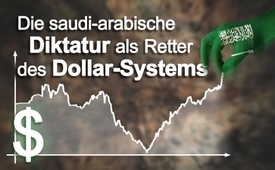 Die saudi-arabische
Diktatur als Retter
des Dollar-Systems
$